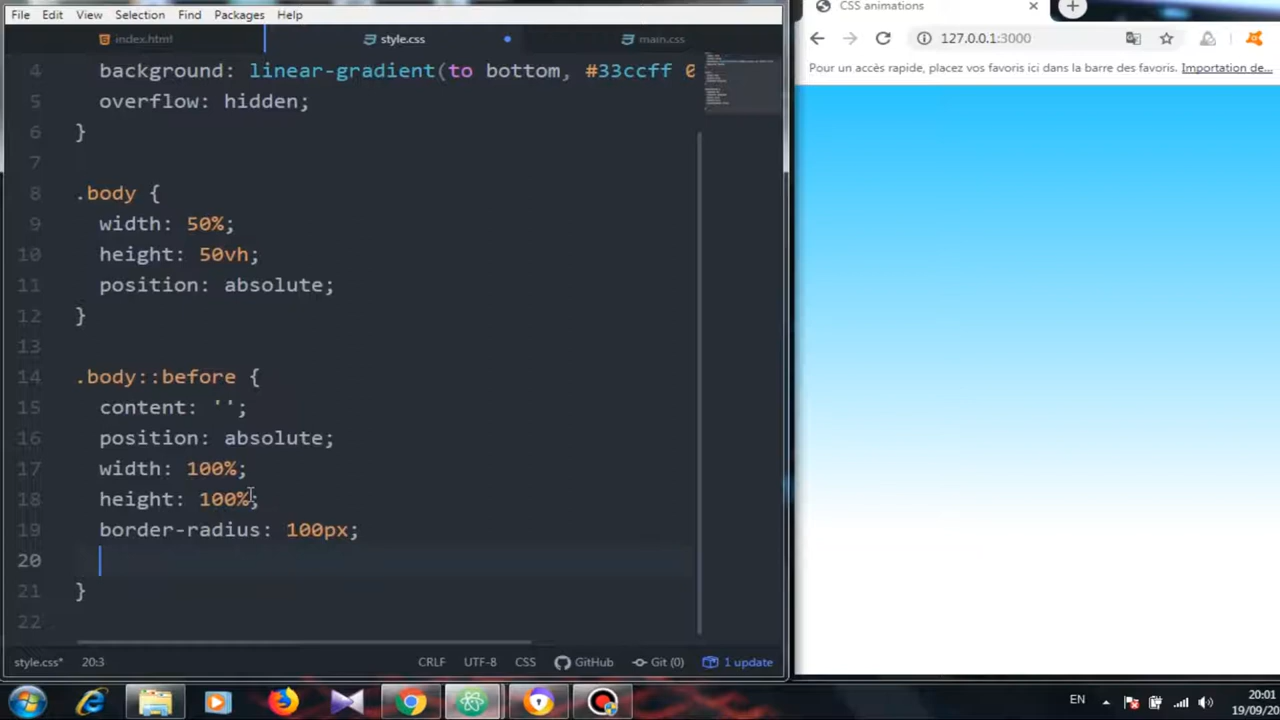 File Edit View Selection Find Packages Help
index.html style.css main.css
4 background: linear-gradient(to bottom, #33ccff 0
5 overflow: hidden;
6 }
7
8 .body {
9 width: 50%;
10 height: 50vh;
11 position: absolute;
12 }
13
14 .body::before {
15 content: '';
16 position: absolute;
17 width: 100%;
18 height: 100%;
19 border-radius: 100px;
20
21 }
22
style.css* 20:3 CRLF UTF-8 CSS GitHub Git (0) 1 update
CSS animations
127.0.0.1:3000
Pour un accès rapide, placez vos favoris ici dans la barre des favoris. Importation de...
EN
20:01
19/09/20